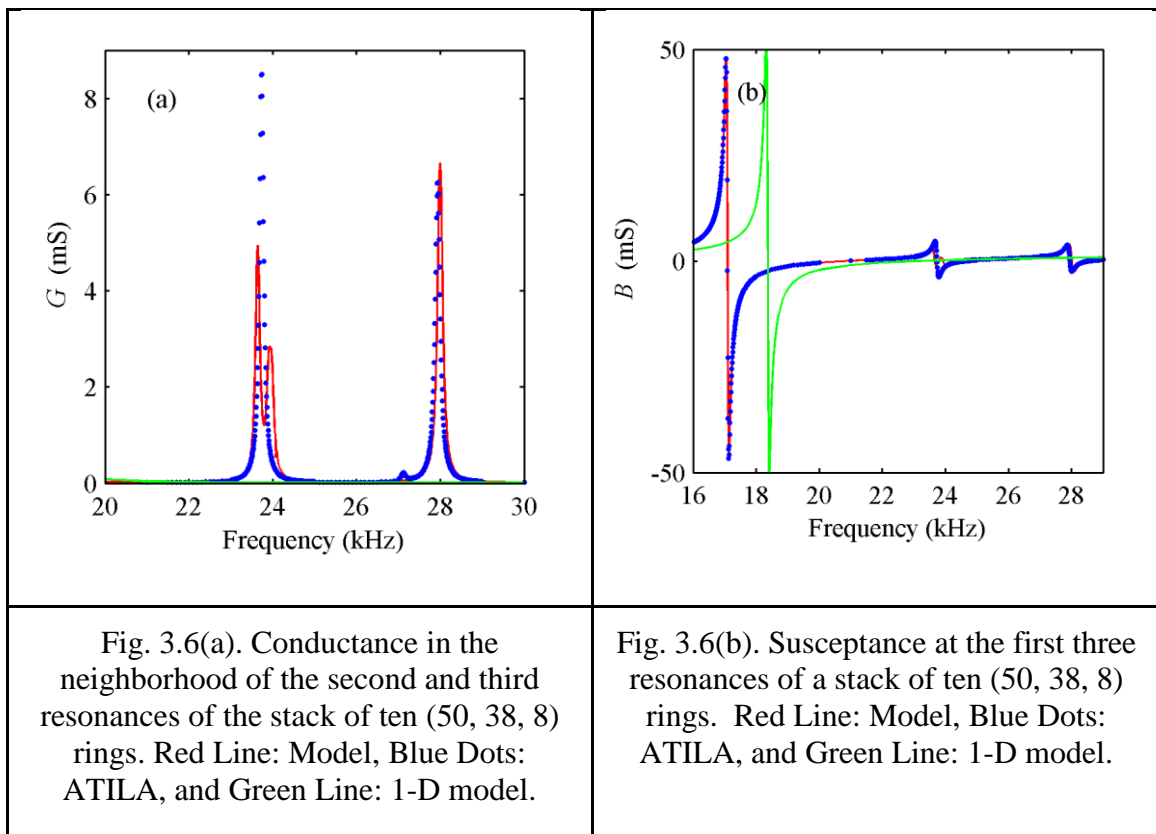 (a)
8
6
4
2
0
G (mS)
20 22 24 26 28 30
Frequency (kHz)
(b)
50
0
-50
B (mS)
16 18 20 22 24 26 28
Frequency (kHz)
Fig. 3.6(a). Conductance in the
neighborhood of the second and third
resonances of the stack of ten (50, 38, 8)
rings. Red Line: Model, Blue Dots:
ATILA, and Green Line: 1-D model.
Fig. 3.6(b). Susceptance at the first three
resonances of a stack of ten (50, 38, 8)
rings. Red Line: Model, Blue Dots:
ATILA, and Green Line: 1-D model.